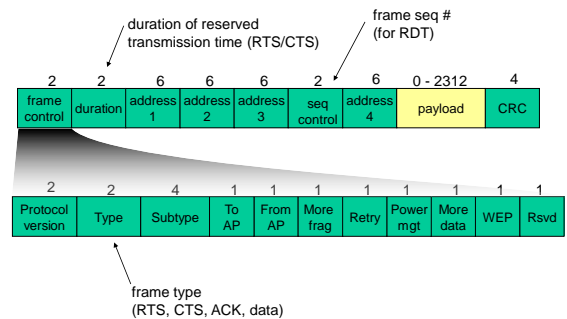 duration of reserved
transmission time (RTS/CTS)
frame seq #
(for RDT)
2 2 6 6 6 2 6 0 - 2312 4
frame control duration address 1 address 2 address 3 seq control address 4 payload CRC
2 2 4 1 1 1 1 1 1 1 1
Protocol version Type Subtype To AP From AP More frag Retry Power mgt More data WEP Rsvd
frame type
(RTS, CTS, ACK, data)